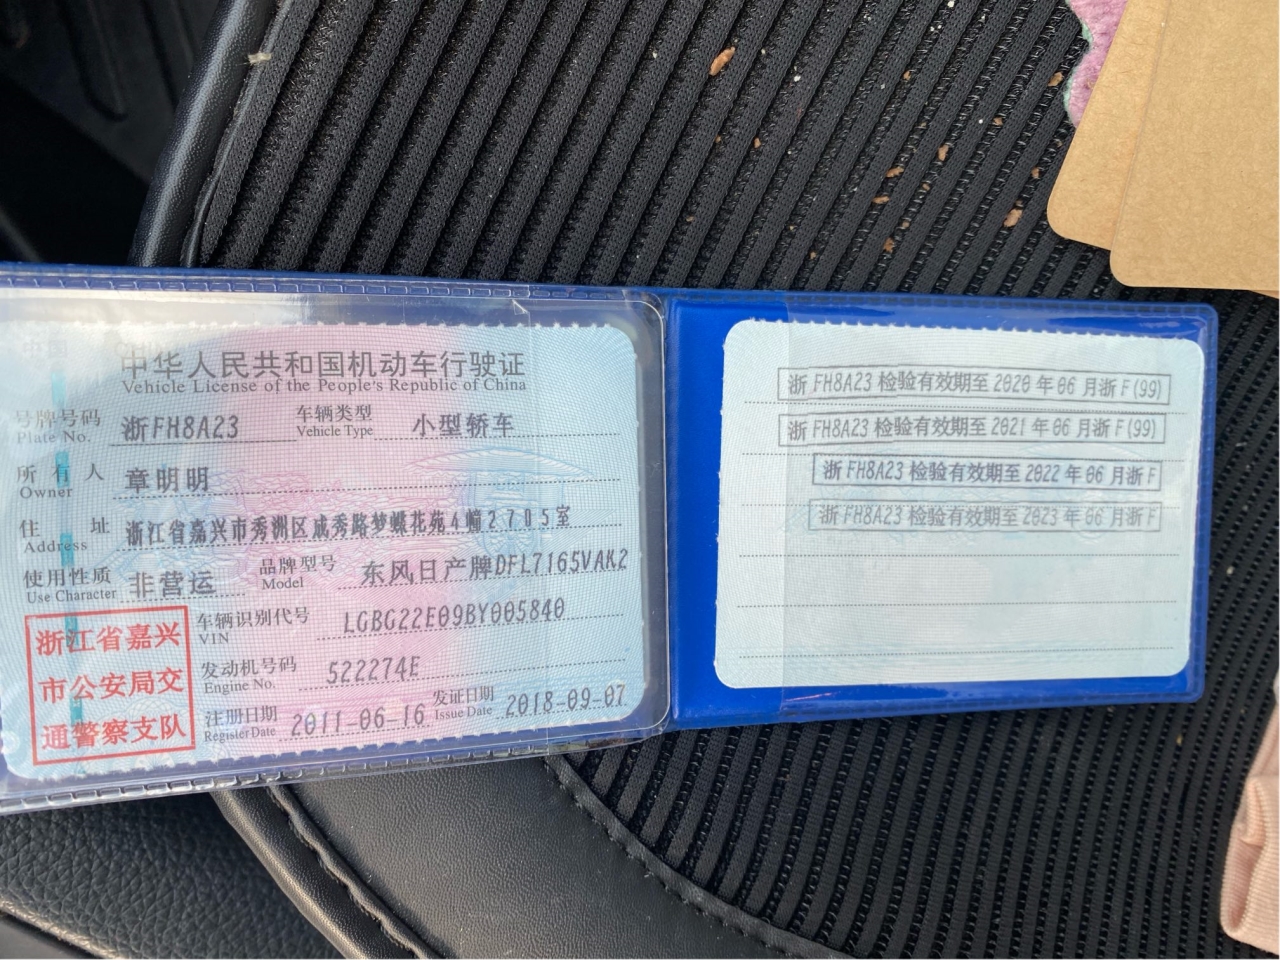 中华人民共和国机动车行驶证
Vehicle License of the People's Republic of China
号牌号码 浙FH8A23 车辆类型 小型轿车
Plate No. Vehicle Type
所有人 章明明
Owner
住址 浙江省嘉兴市秀洲区成秀路梦蝶花苑4幢2705室
Address
使用性质 非营运 品牌型号 东风日产牌DFL7165VAK2
Use Character Model
车辆识别代号 LGBG22E09BY005840
VIN
发动机号码 522274E
Engine No.
注册日期 2011-06-16 发证日期 2018-09-07
Register Date Issue Date
浙江省嘉兴
市公安局交
通警察支队
浙FH8A23检验有效期至2020年06月浙F(99)
浙FH8A23检验有效期至2021年06月浙F(99)
浙FH8A23检验有效期至2022年06月浙F
浙FH8A23检验有效期至2023年06月浙F